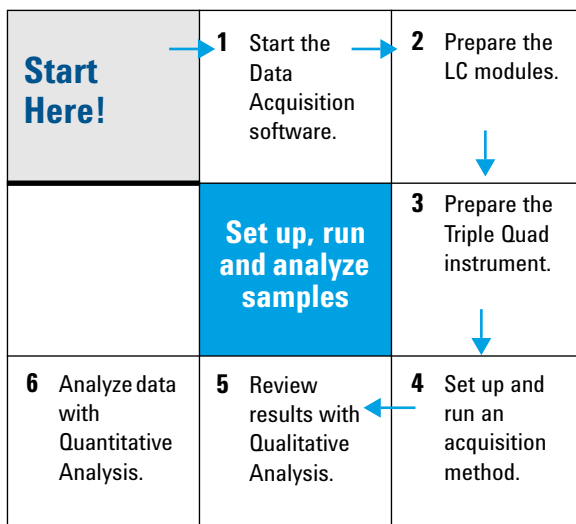 Start
Here!
1 Start the
Data
Acquisition
software.
2 Prepare the
LC modules.
3 Prepare the
Triple Quad
instrument.
Set up, run
and analyze
samples
4 Set up and
run an
acquisition
method.
5 Review
results with
Qualitative
Analysis.
6 Analyze data
with
Quantitative
Analysis.